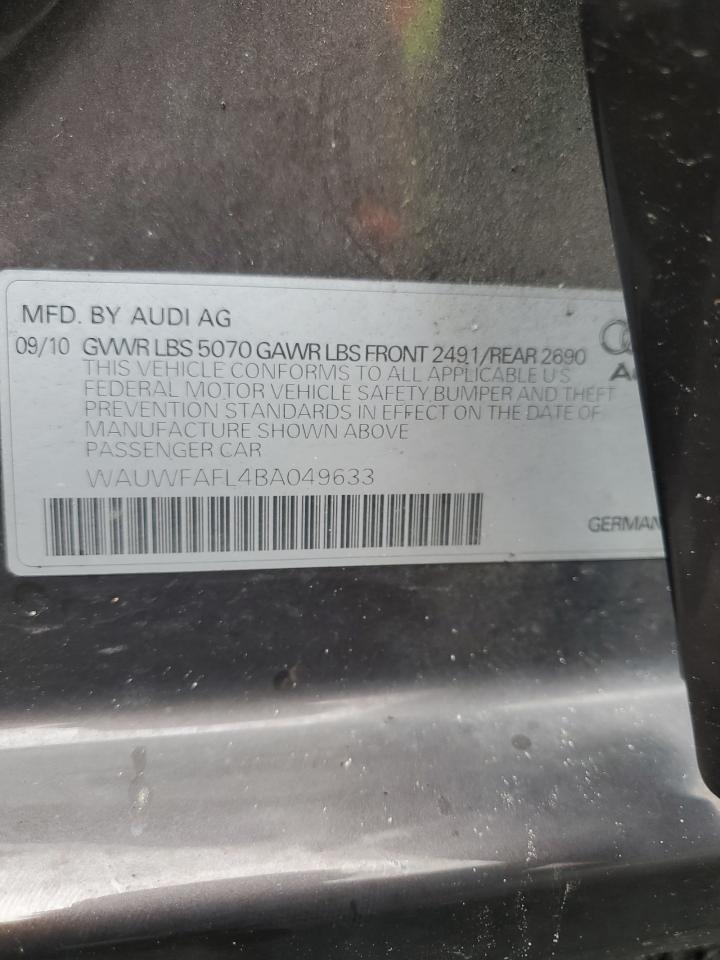 MFD. BY AUDI AG
09/10 GVWR LBS 5070 GAWR LBS FRONT 2491/REAR 2690
THIS VEHICLE CONFORMS TO ALL APPLICABLE U S
FEDERAL MOTOR VEHICLE SAFETY, BUMPER AND THEFT
PREVENTION STANDARDS IN EFFECT ON THE DATE OF
MANUFACTURE SHOWN ABOVE
PASSENGER CAR
WAUWFAFL4BA049633
GERMAN